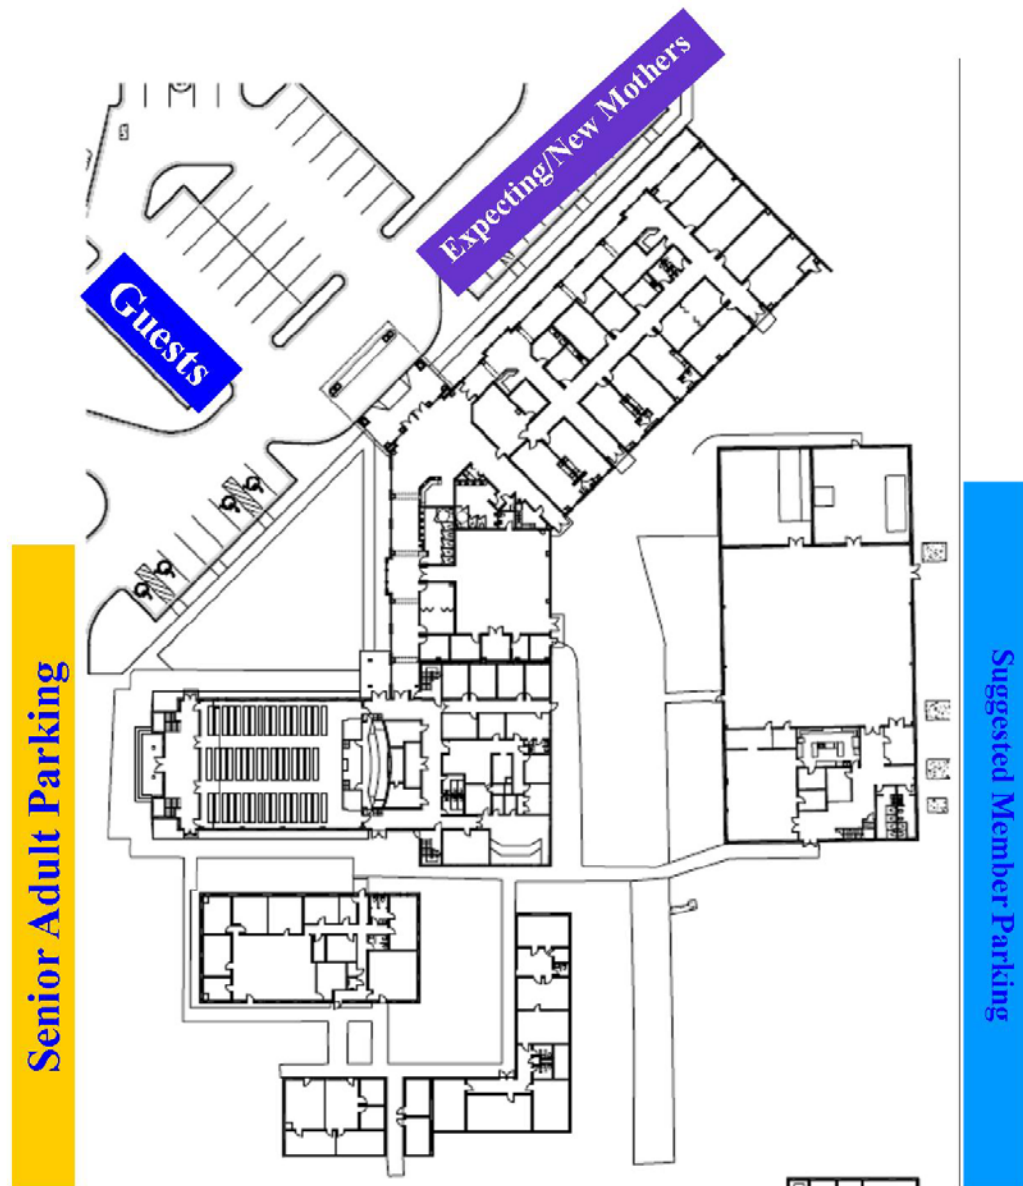 Expecting/New Mothers
Guests
Senior Adult Parking
Suggested Member Parking